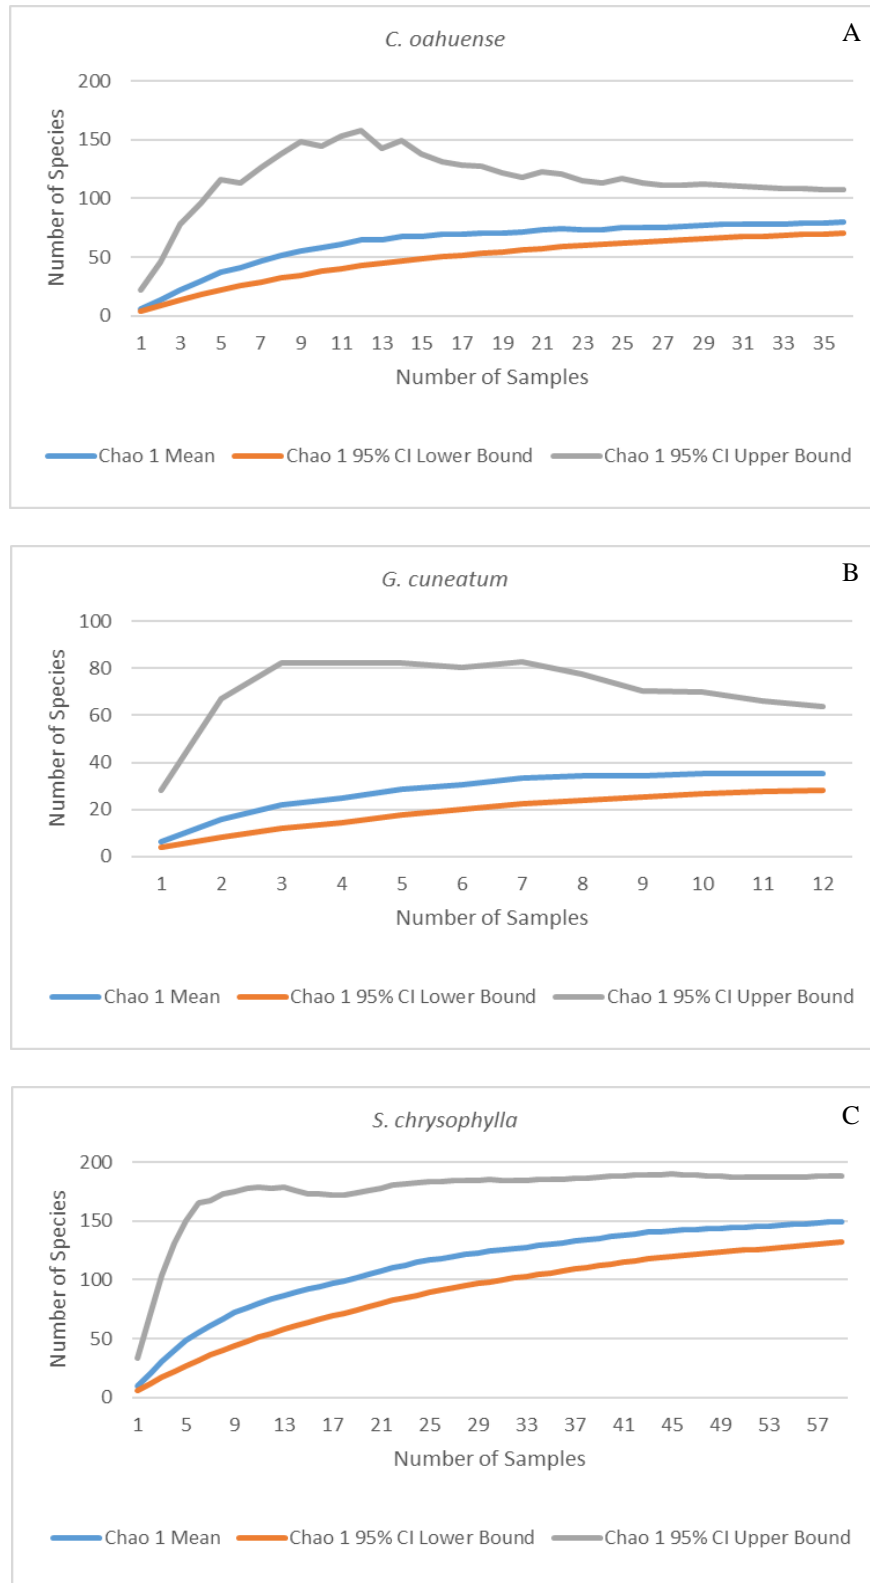 C. oahuense
A
200
150
100
50
0
Number of Species
1 3 5 7 9 11 13 15 17 19 21 23 25 27 29 31 33 35
Number of Samples
Chao 1 Mean Chao 1 95% CI Lower Bound Chao 1 95% CI Upper Bound
G. cuneatum
B
100
80
60
40
20
0
Number of Species
1 2 3 4 5 6 7 8 9 10 11 12
Number of Samples
Chao 1 Mean Chao 1 95% CI Lower Bound Chao 1 95% CI Upper Bound
S. chrysophylla
C
200
150
100
50
0
Number of Species
1 5 9 13 17 21 25 29 33 37 41 45 49 53 57
Number of Samples
Chao 1 Mean Chao 1 95% CI Lower Bound Chao 1 95% CI Upper Bound